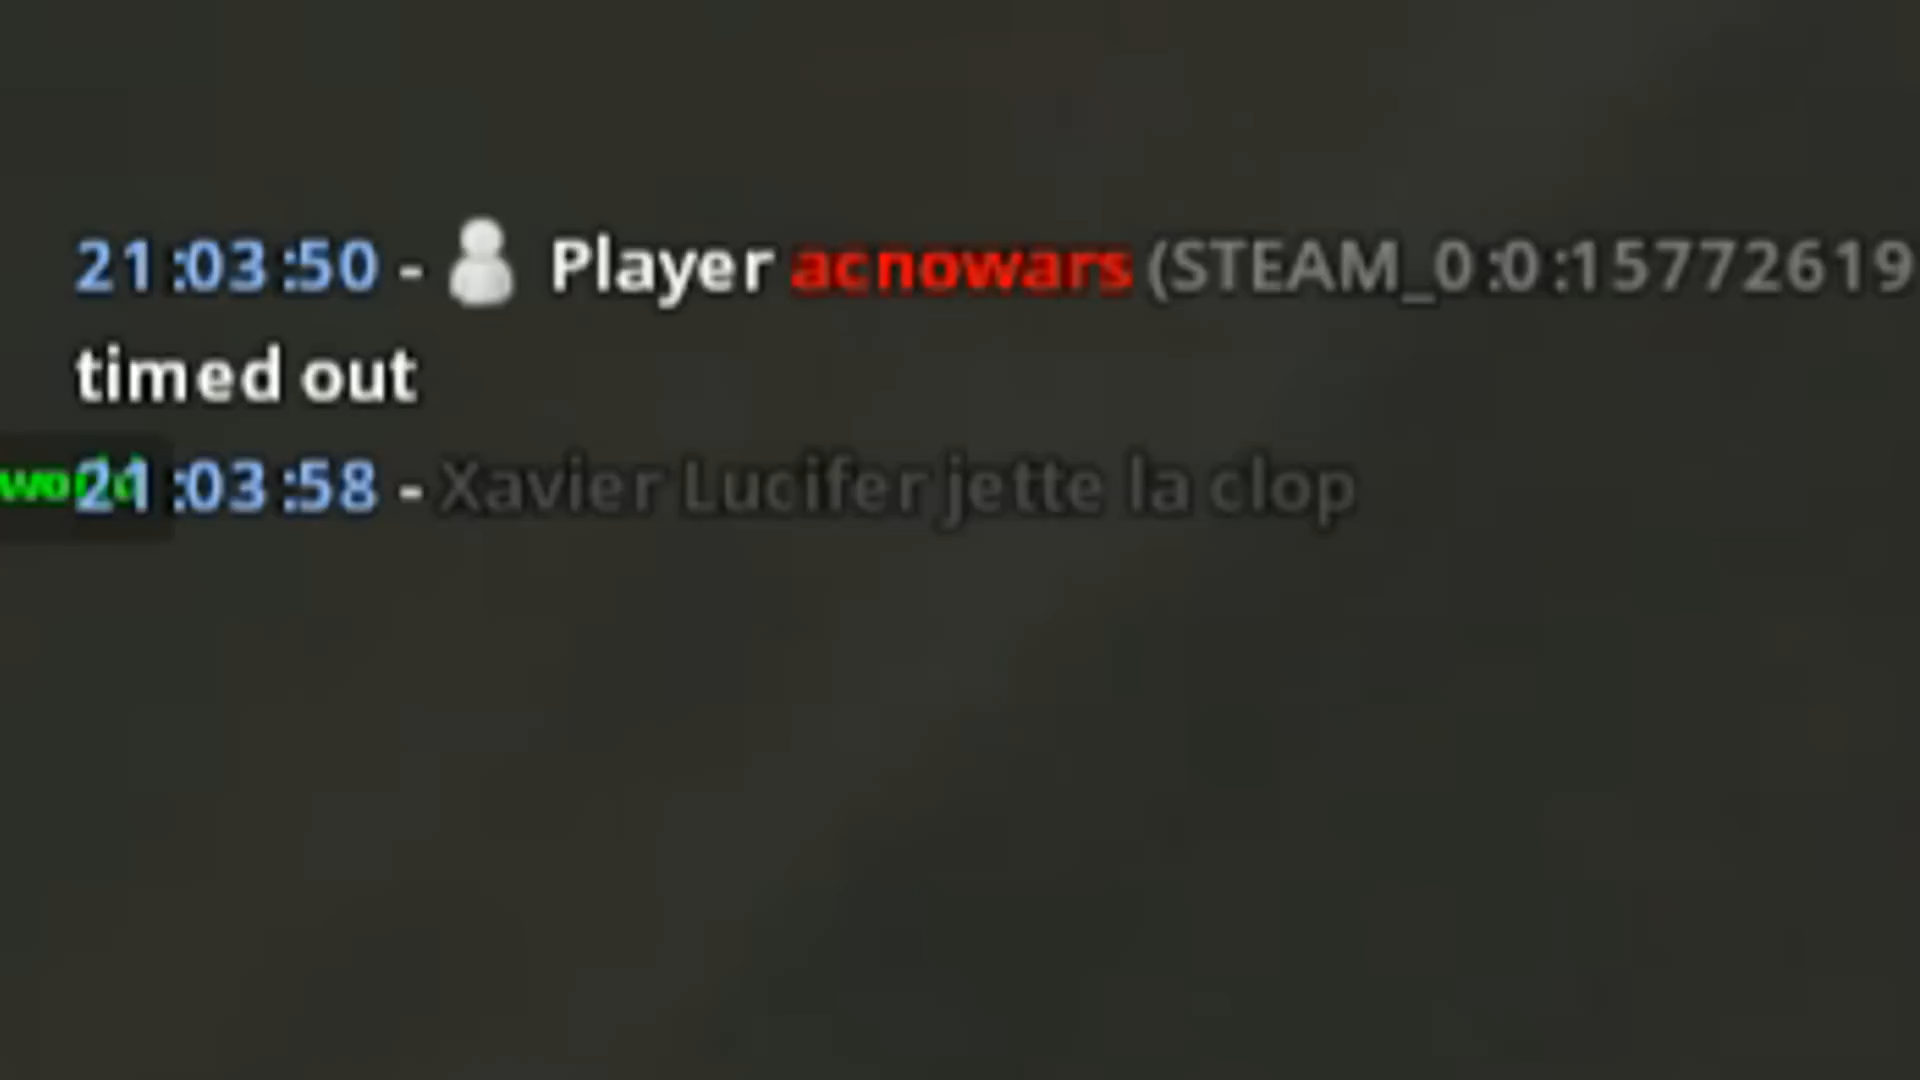 21:03:50 - Player acnowars (STEAM_0:0:15772619
timed out
21:03:58 - Xavier Lucifer jette la clop